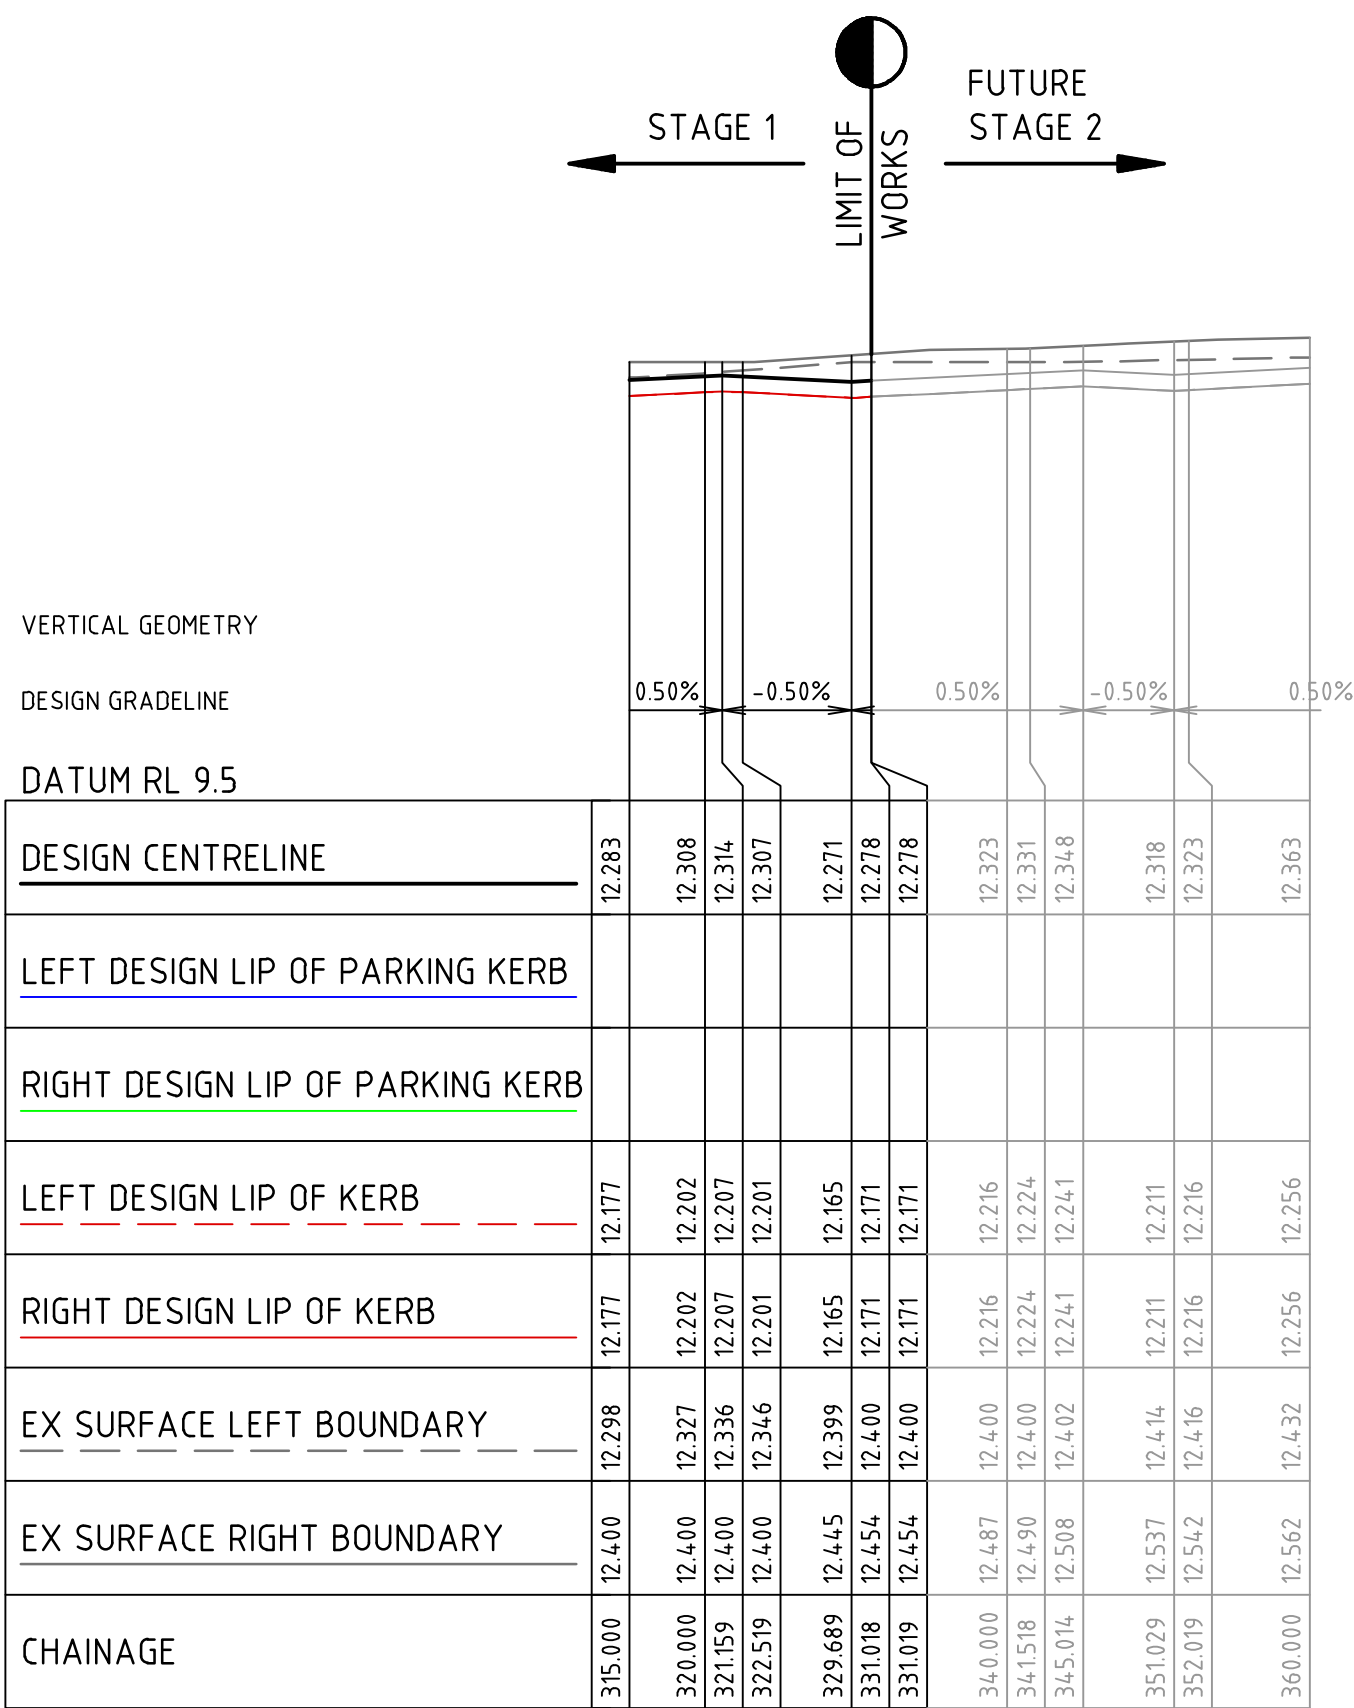 FUTURE
STAGE 1
STAGE 2
LIMIT OF
WORKS
VERTICAL GEOMETRY
DESIGN GRADELINE
0.50% -0.50% 0.50% -0.50% 0.50%
DATUM RL 9.5
DESIGN CENTRELINE 12.283 12.308 12.314 12.307 12.271 12.278 12.278 12.323 12.331 12.348 12.318 12.323 12.363
LEFT DESIGN LIP OF PARKING KERB
RIGHT DESIGN LIP OF PARKING KERB
LEFT DESIGN LIP OF KERB 12.177 12.202 12.207 12.201 12.165 12.171 12.171 12.216 12.224 12.241 12.211 12.216 12.256
RIGHT DESIGN LIP OF KERB 12.177 12.202 12.207 12.201 12.165 12.171 12.171 12.216 12.224 12.241 12.211 12.216 12.256
EX SURFACE LEFT BOUNDARY 12.298 12.327 12.336 12.346 12.399 12.400 12.400 12.400 12.400 12.402 12.414 12.416 12.432
EX SURFACE RIGHT BOUNDARY 12.400 12.400 12.400 12.400 12.445 12.454 12.454 12.487 12.490 12.508 12.537 12.542 12.562
CHAINAGE 315.000 320.000 321.159 322.519 329.689 331.018 331.019 340.000 341.518 345.014 351.029 352.019 360.000